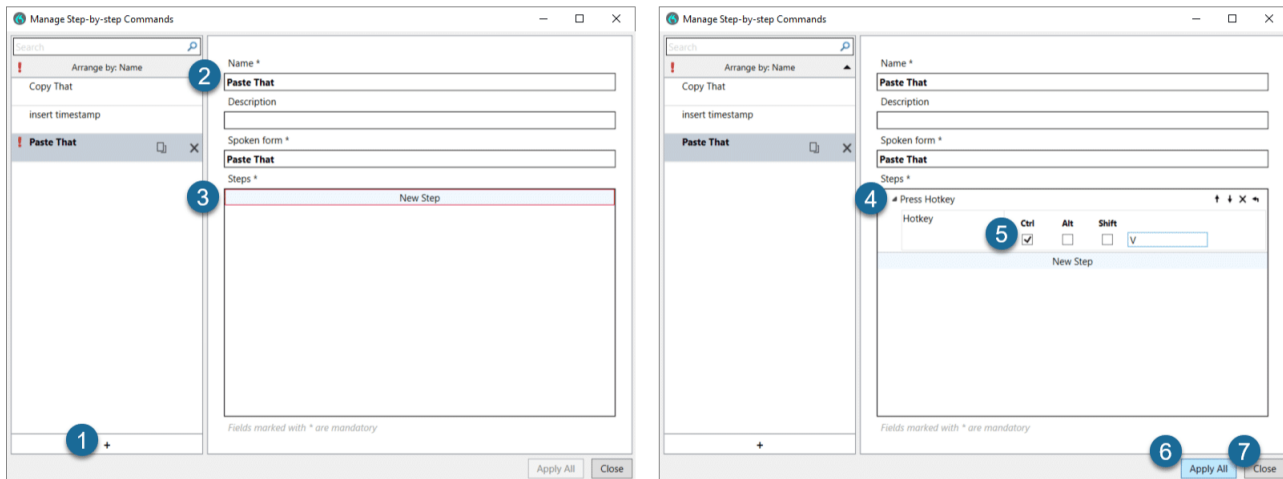 Manage Step-by-step Commands
Search
Arrange by: Name
Copy That
insert timestamp
Paste That
2
Name *
Paste That
Description
Spoken form *
Paste That
Steps *
3
New Step
1
+
Fields marked with * are mandatory
Apply All
Close
Manage Step-by-step Commands
Search
Arrange by: Name
Copy That
insert timestamp
Paste That
Name *
Paste That
Description
Spoken form *
Paste That
Steps *
4
Press Hotkey
Hotkey
5
Ctrl Alt Shift
V
New Step
+
Fields marked with * are mandatory
6
7
Apply All
Close